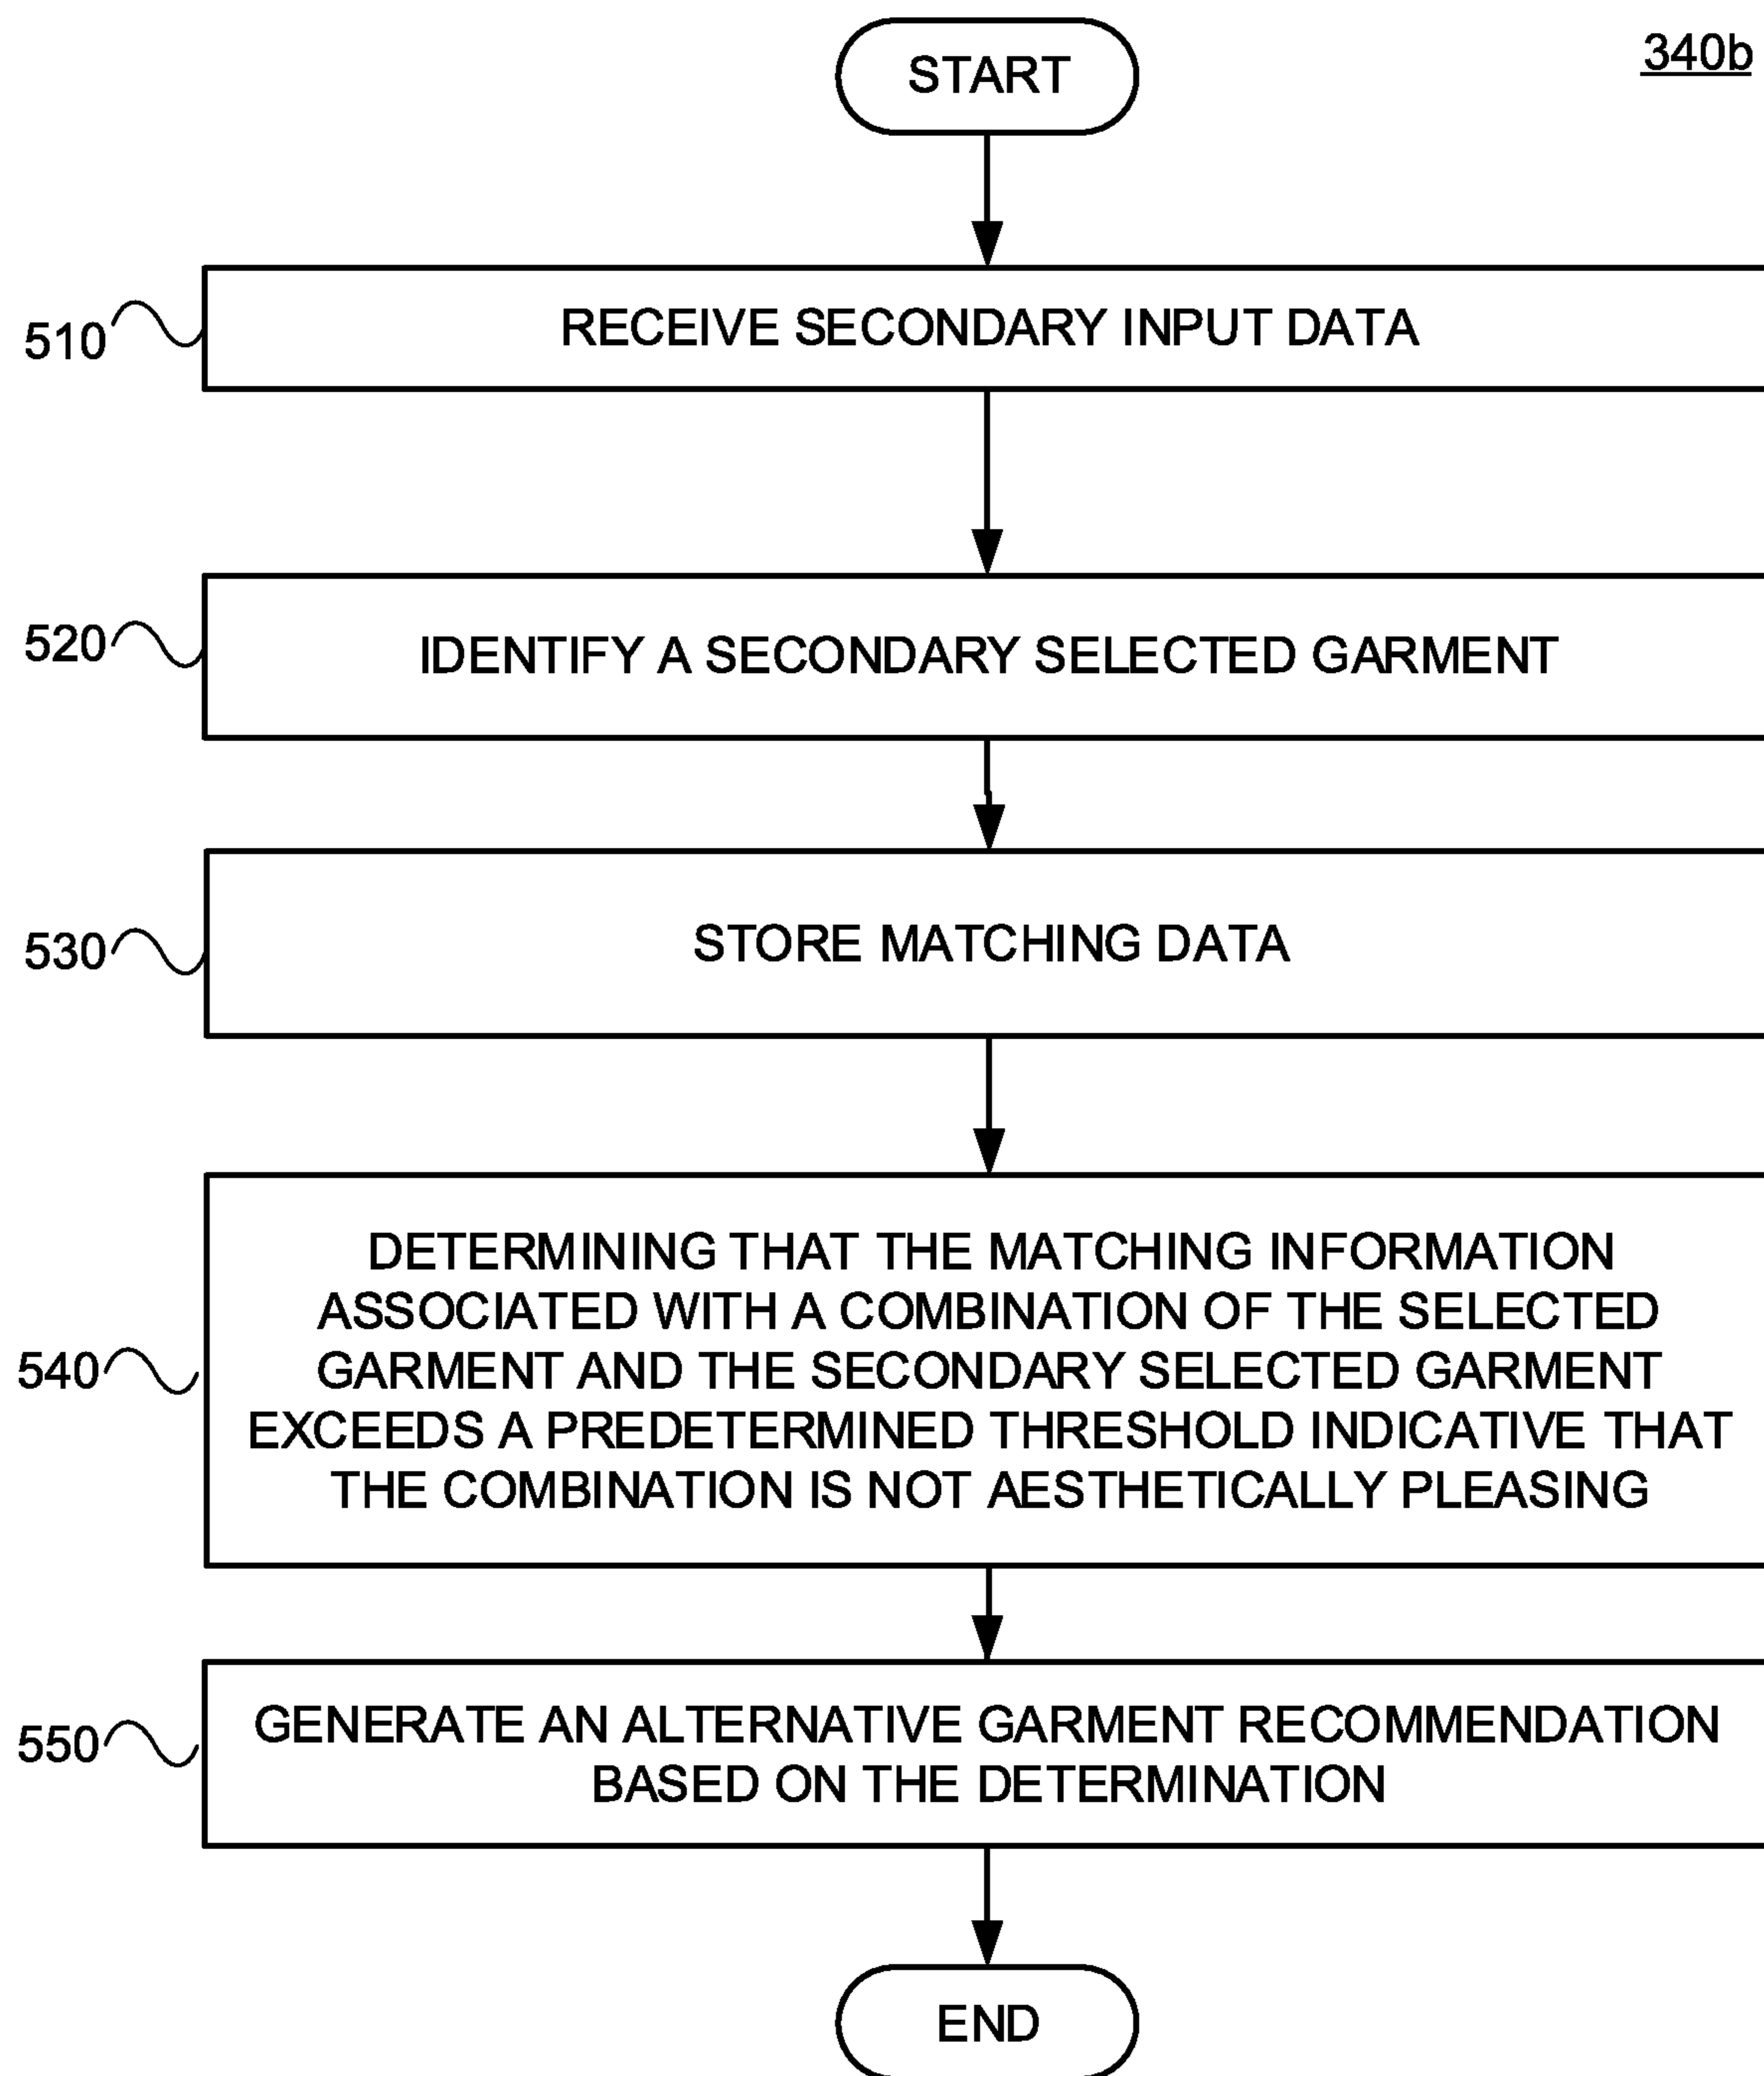 START
340b
510
RECEIVE SECONDARY INPUT DATA
520
IDENTIFY A SECONDARY SELECTED GARMENT
530
STORE MATCHING DATA
540
DETERMINING THAT THE MATCHING INFORMATION
ASSOCIATED WITH A COMBINATION OF THE SELECTED
GARMENT AND THE SECONDARY SELECTED GARMENT
EXCEEDS A PREDETERMINED THRESHOLD INDICATIVE THAT
THE COMBINATION IS NOT AESTHETICALLY PLEASING
550
GENERATE AN ALTERNATIVE GARMENT RECOMMENDATION
BASED ON THE DETERMINATION
END